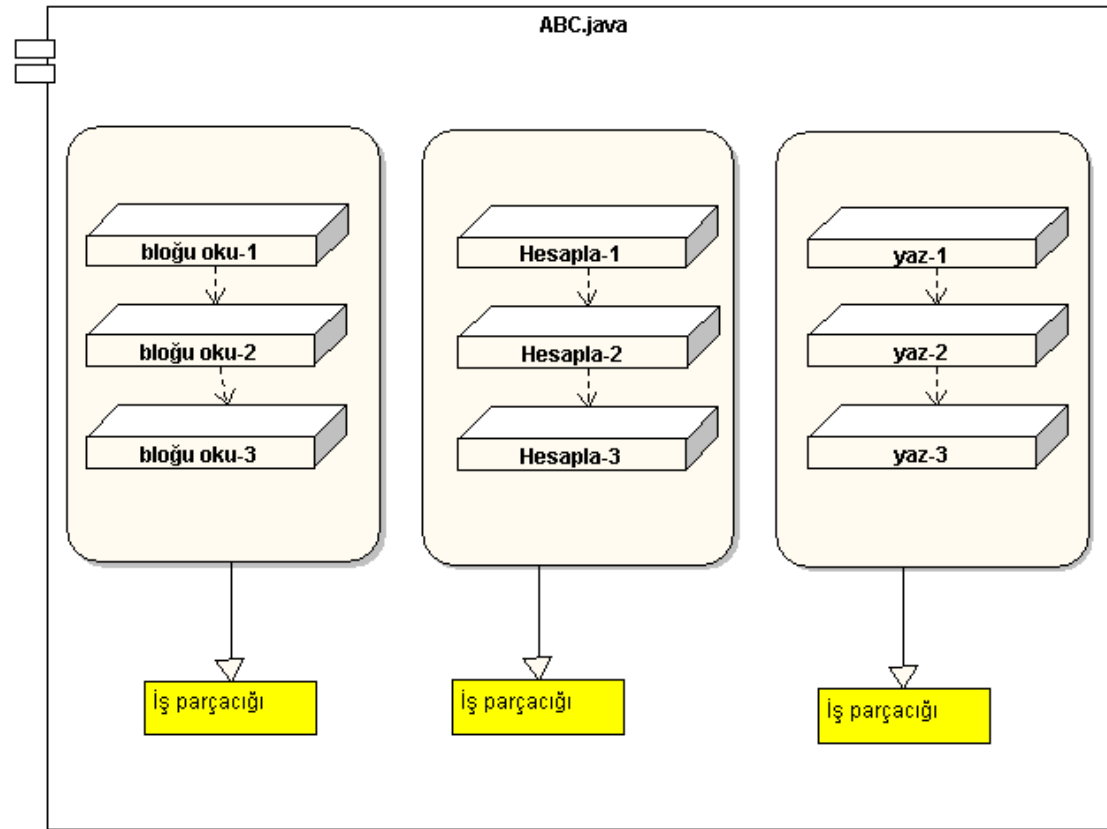 ABC.java
bloğu oku-1
bloğu oku-2
bloğu oku-3
İş parçacığı
Hesapla-1
Hesapla-2
Hesapla-3
İş parçacığı
yaz-1
yaz-2
yaz-3
İş parçacığı